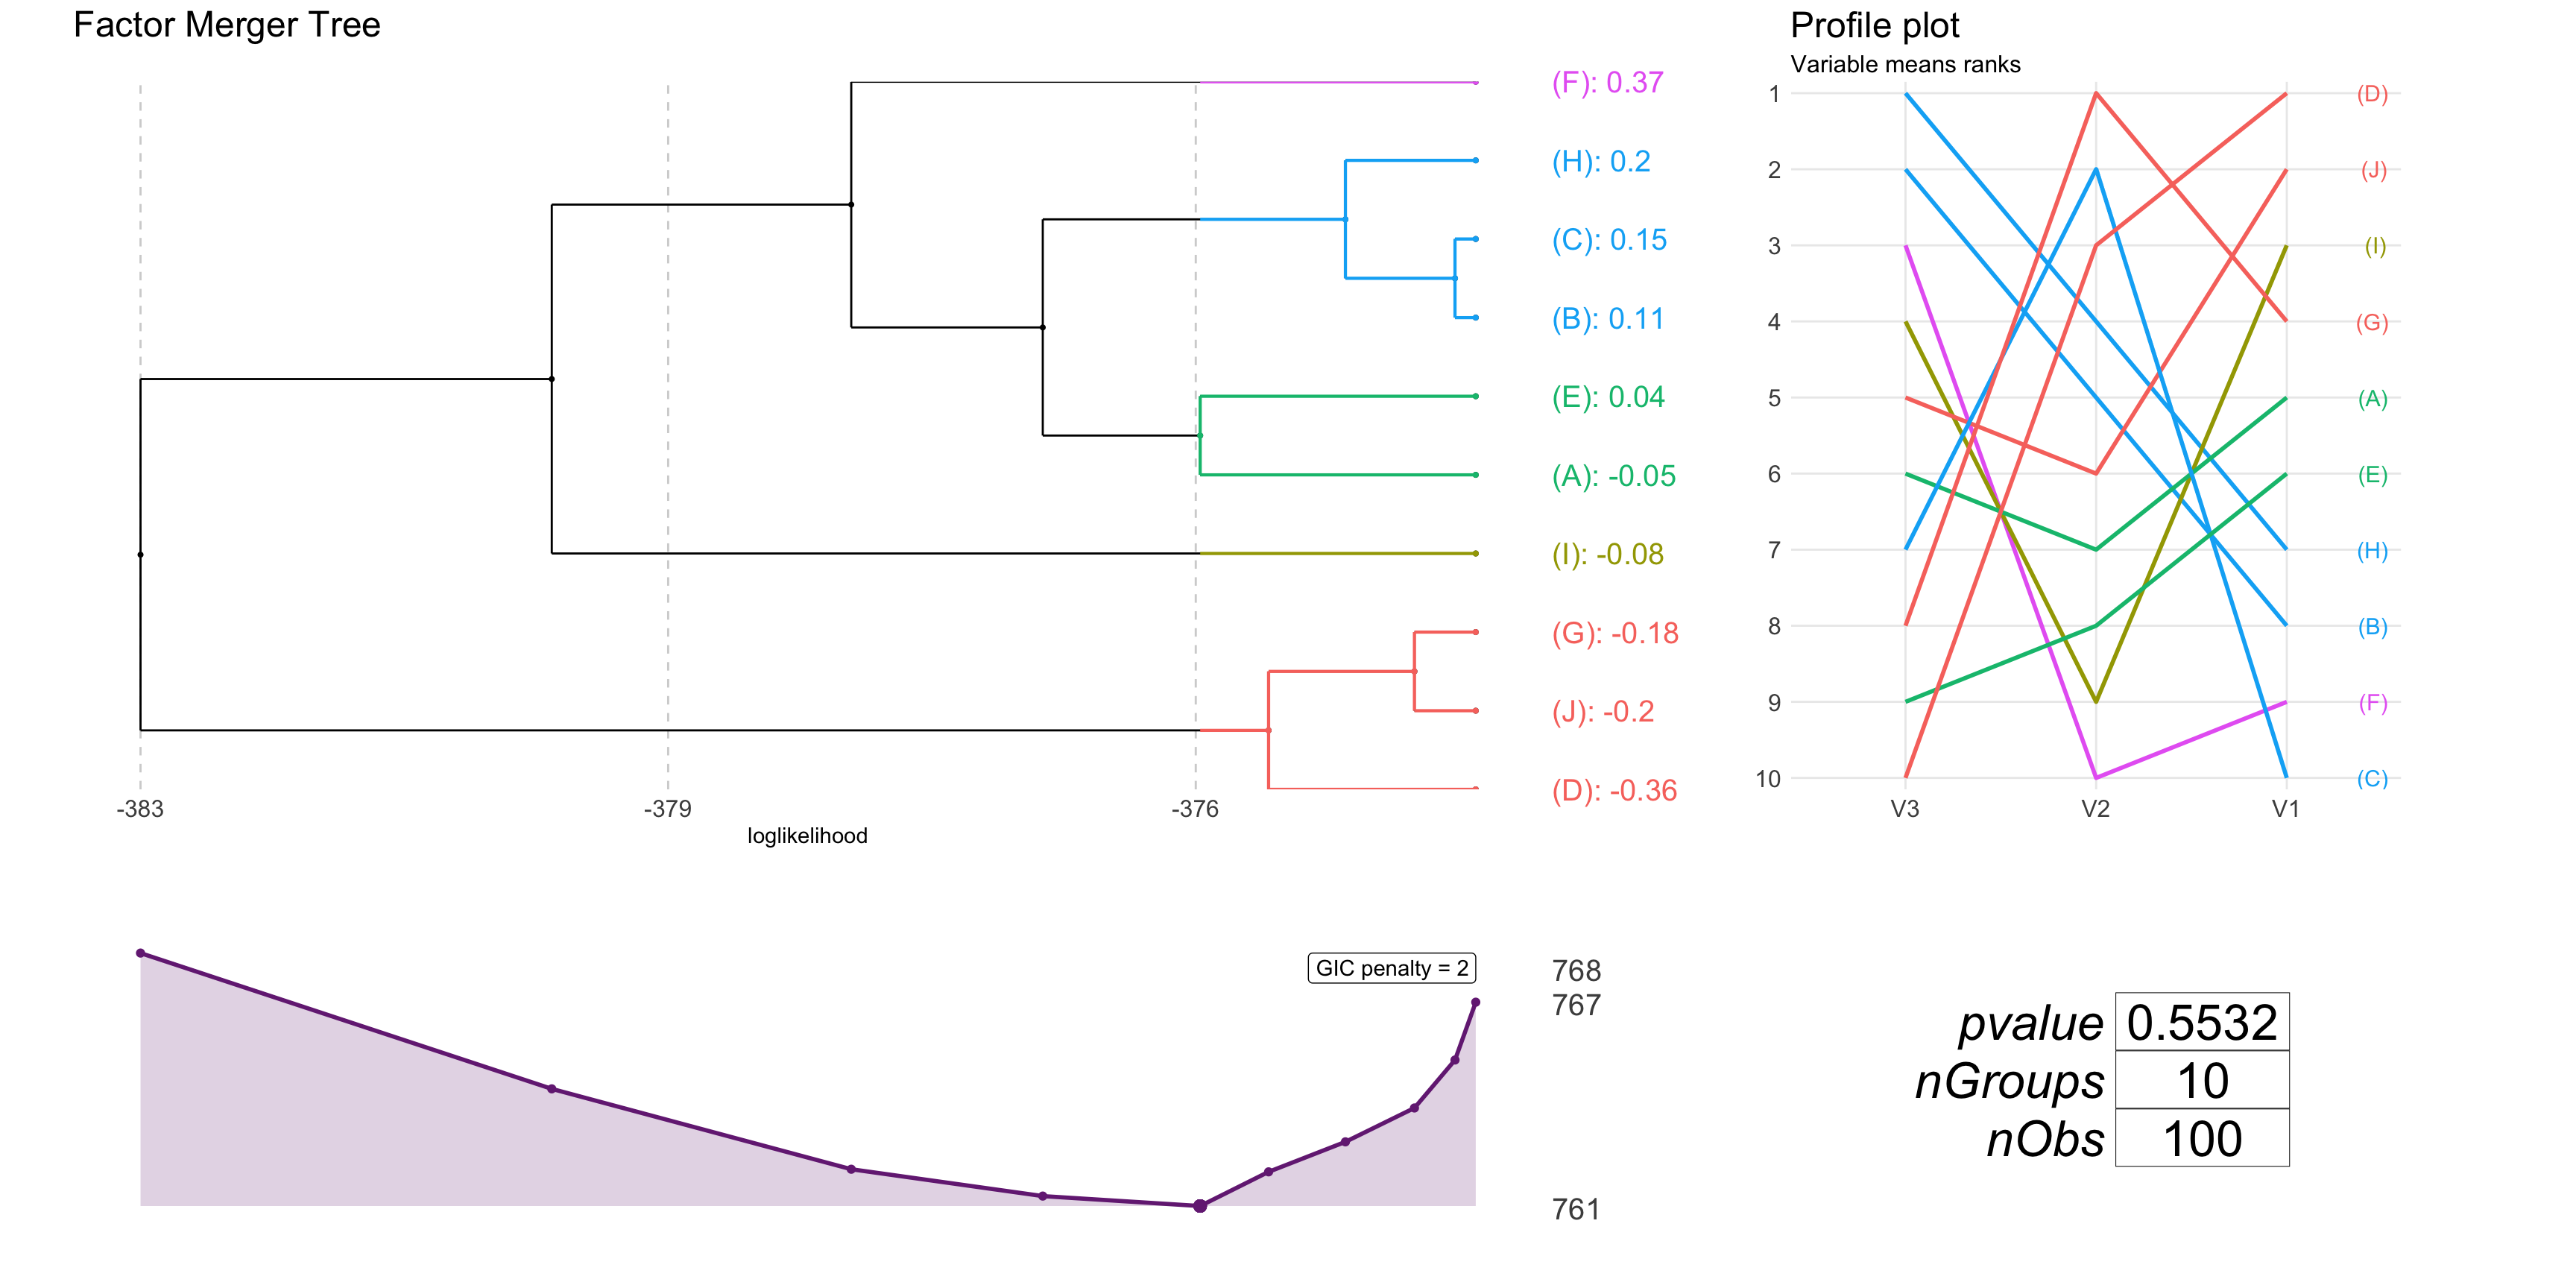 Factor Merger Tree
(F): 0.37
(H): 0.2
(C): 0.15
(B): 0.11
(E): 0.04
(A): -0.05
(I): -0.08
(G): -0.18
(J): -0.2
(D): -0.36
-383 -379 -376
loglikelihood
Profile plot
Variable means ranks
1 (D)
2 (J)
3 (I)
4 (G)
5 (A)
6 (E)
7 (H)
8 (B)
9 (F)
10 (C)
V3 V2 V1
GIC penalty = 2
768
767
761
pvalue 0.5532
nGroups 10
nObs 100